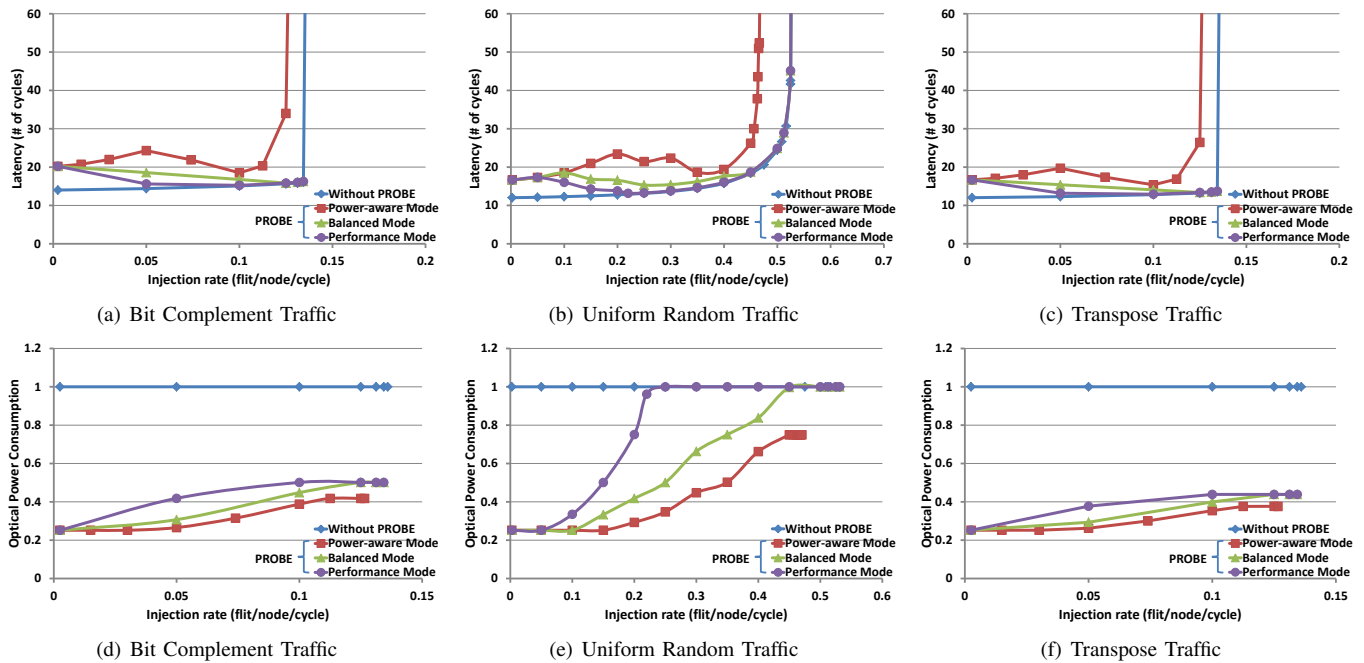 60
50
40
30
20
10
0
Latency (# of cycles)
0 0.05 0.1 0.15 0.2
Injection rate (flit/node/cycle)
Without PROBE
PROBE
Power-aware Mode
Balanced Mode
Performance Mode
(a) Bit Complement Traffic
60
50
40
30
20
10
0
Latency (# of cycles)
0 0.1 0.2 0.3 0.4 0.5 0.6 0.7
Injection rate (flit/node/cycle)
Without PROBE
PROBE
Power-aware Mode
Balanced Mode
Performance Mode
(b) Uniform Random Traffic
60
50
40
30
20
10
0
Latency (# of cycles)
0 0.05 0.1 0.15 0.2
Injection rate (flit/node/cycle)
Without PROBE
PROBE
Power-aware Mode
Balanced Mode
Performance Mode
(c) Transpose Traffic
1.2
1
0.8
0.6
0.4
0.2
0
Optical Power Consumption
0 0.05 0.1 0.15
Injection rate (flit/node/cycle)
Without PROBE
PROBE
Power-aware Mode
Balanced Mode
Performance Mode
(d) Bit Complement Traffic
1.2
1
0.8
0.6
0.4
0.2
0
Optical Power Consumption
0 0.1 0.2 0.3 0.4 0.5 0.6
Injection rate (flit/node/cycle)
Without PROBE
PROBE
Power-aware Mode
Balanced Mode
Performance Mode
(e) Uniform Random Traffic
1.2
1
0.8
0.6
0.4
0.2
0
Optical Power Consumption
0 0.05 0.1 0.15
Injection rate (flit/node/cycle)
Without PROBE
PROBE
Power-aware Mode
Balanced Mode
Performance Mode
(f) Transpose Traffic